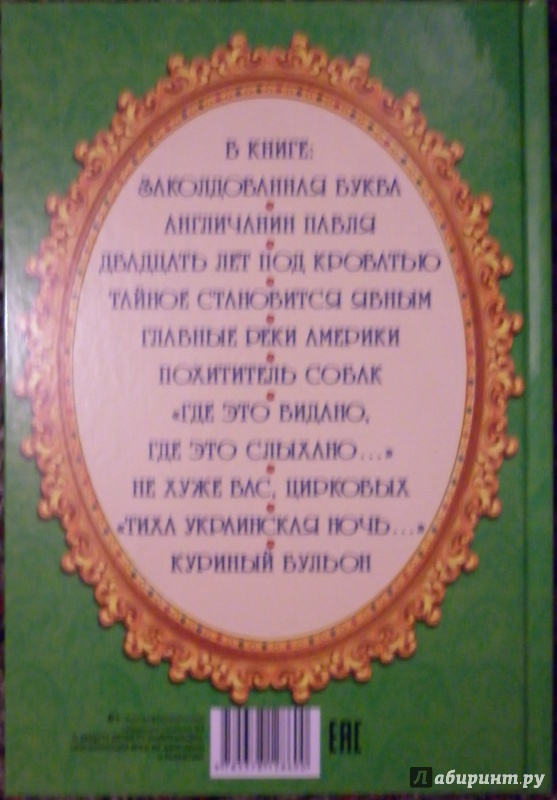 В КНИГЕ:
ЗАКОЛДОВАННАЯ БУКВА
АНГЛИЧАНИН ПАВЛЯ
ДВАДЦАТЬ ЛЕТ ПОД КРОВАТЬЮ
ТАЙНОЕ СТАНОВИТСЯ ЯВНЫМ
ГЛАВНЫЕ РЕКИ АМЕРИКИ
ПОХИТИТЕЛЬ СОБАК
«ГДЕ ЭТО ВИДАНО,
ГДЕ ЭТО СЛЫХАНО...»
НЕ ХУЖЕ ВАС, ЦИРКОВЫХ
«ТИХА УКРАИНСКАЯ НОЧЬ...»
КУРИНЫЙ БУЛЬОН
ЕАС
Лабиринт.ру